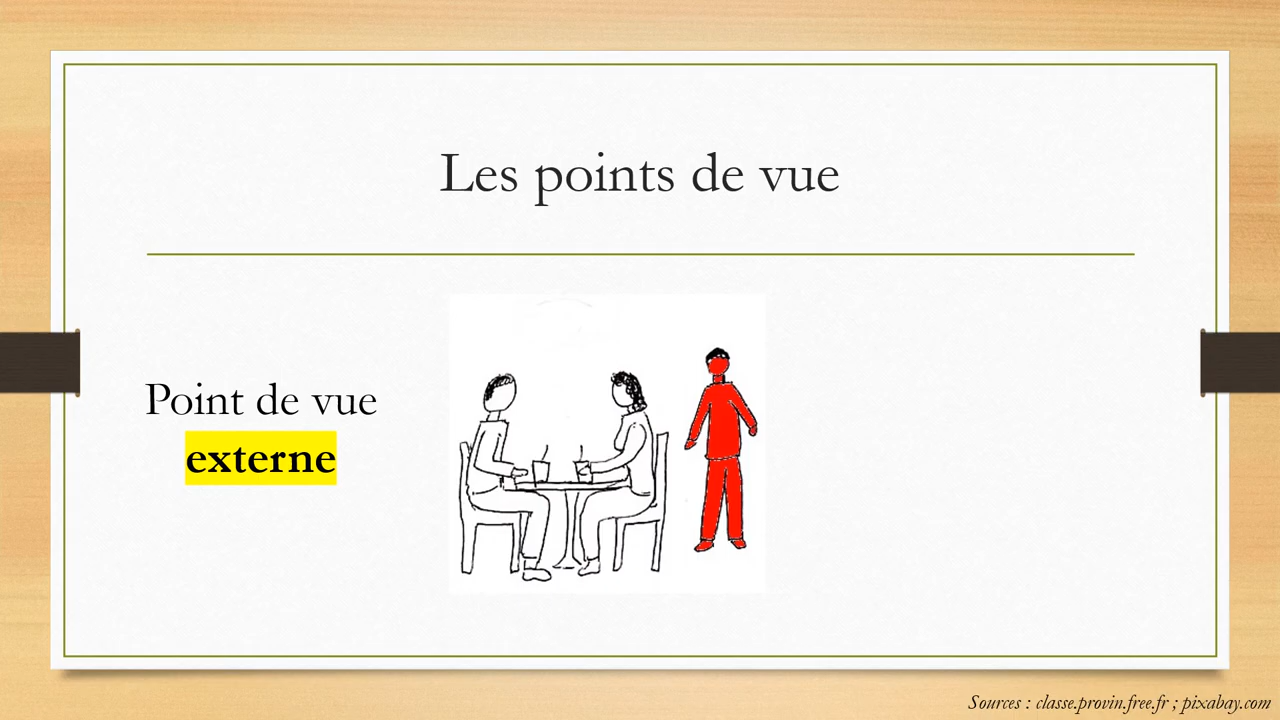 Les points de vue
Point de vue
externe
Sources : classe.provin.free.fr ; pixabay.com